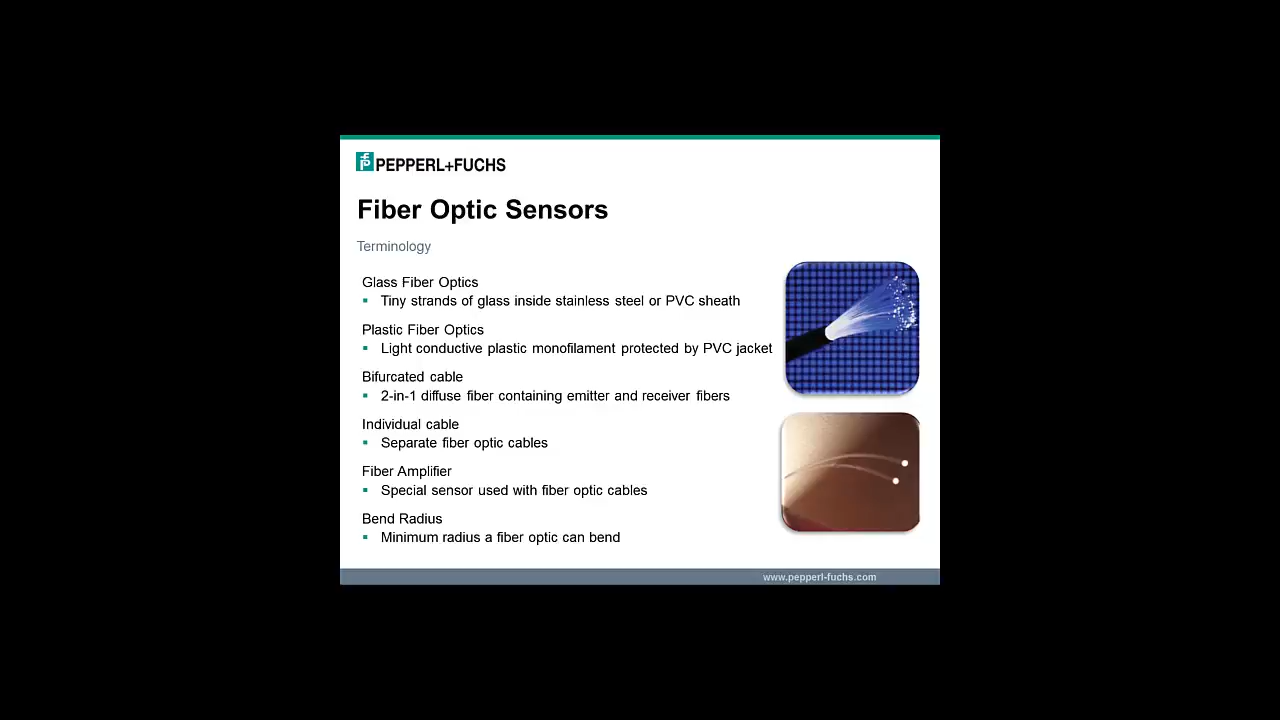 PEPPERL+FUCHS
Fiber Optic Sensors
Terminology
Glass Fiber Optics
▪ Tiny strands of glass inside stainless steel or PVC sheath
Plastic Fiber Optics
▪ Light conductive plastic monofilament protected by PVC jacket
Bifurcated cable
▪ 2-in-1 diffuse fiber containing emitter and receiver fibers
Individual cable
▪ Separate fiber optic cables
Fiber Amplifier
▪ Special sensor used with fiber optic cables
Bend Radius
▪ Minimum radius a fiber optic can bend
www.pepperl-fuchs.com